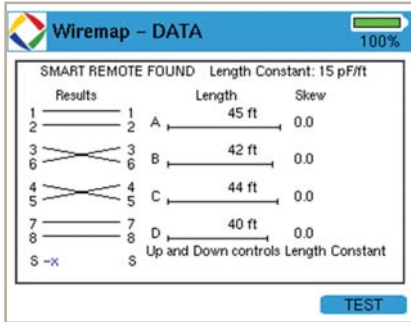 Wiremap – DATA
100%
SMART REMOTE FOUND Length Constant: 15 pF/ft
Results Length Skew
1 1 A 45 ft 0.0
2 2
3 3 B 42 ft 0.0
6 6
4 4 C 44 ft 0.0
5 5
7 7 D 40 ft 0.0
8 8
S -x S Up and Down controls Length Constant
TEST